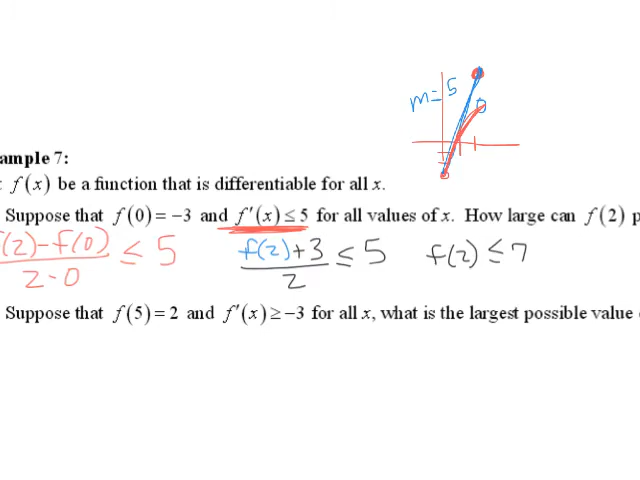 m=5
ample 7:
f(x) be a function that is differentiable for all x.
Suppose that f(0) = −3 and f′(x) ≤ 5 for all values of x. How large can f(2) p
(2)−f(0) / 2−0 ≤ 5 f(2)+3 / 2 ≤ 5 f(2) ≤ 7
Suppose that f(5) = 2 and f′(x) ≥ −3 for all x, what is the largest possible value